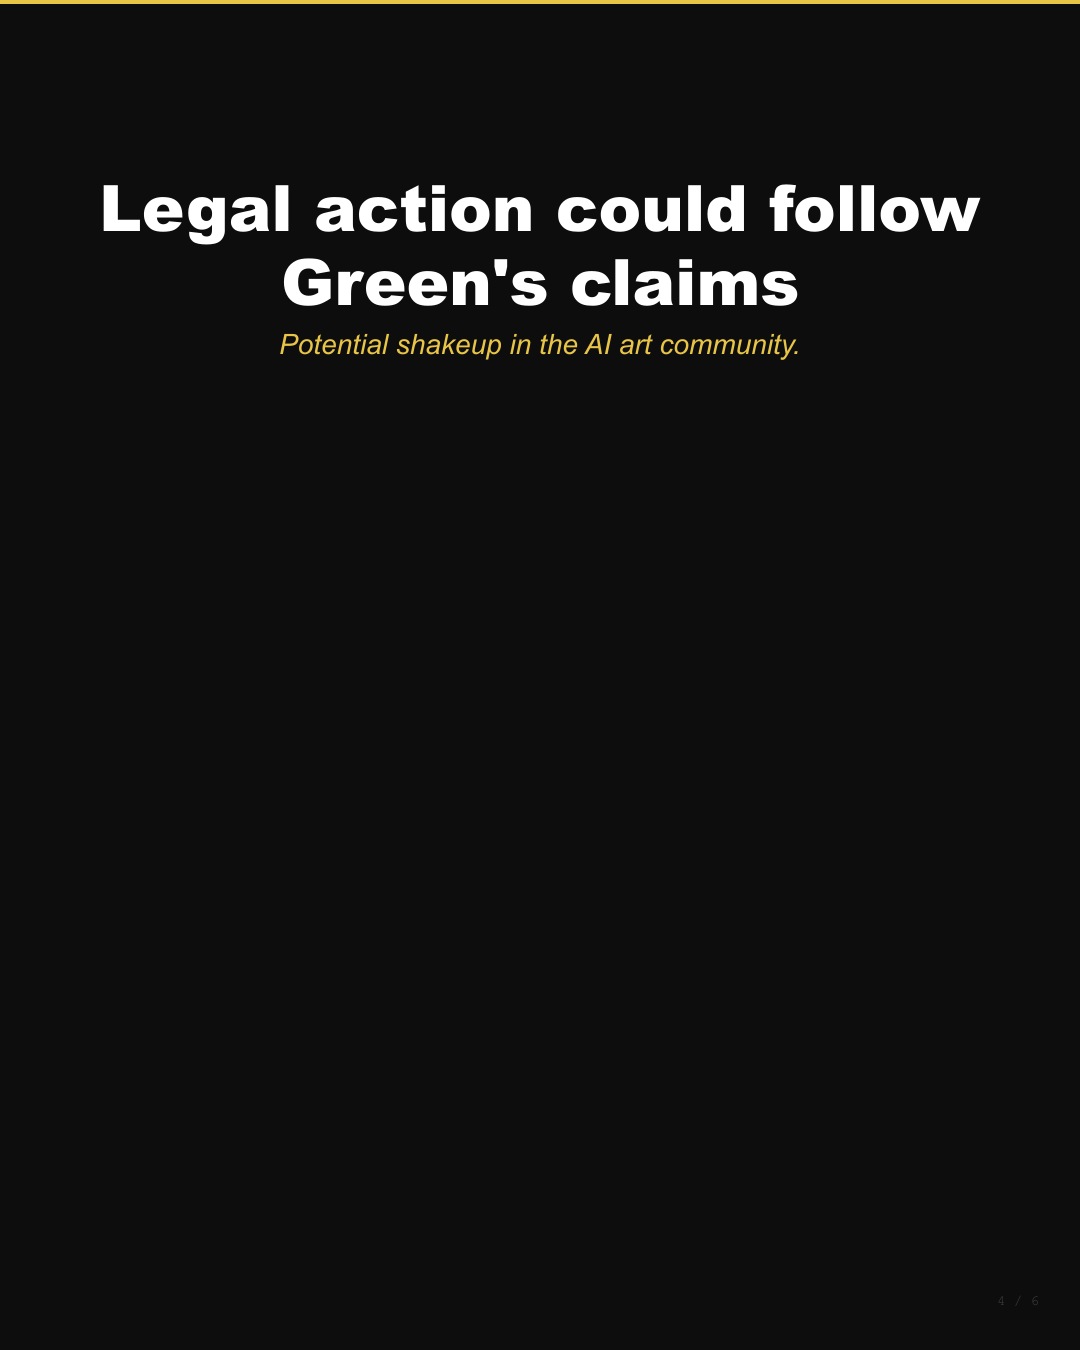 Legal action could follow
Green's claims
Potential shakeup in the AI art community.
4 / 6